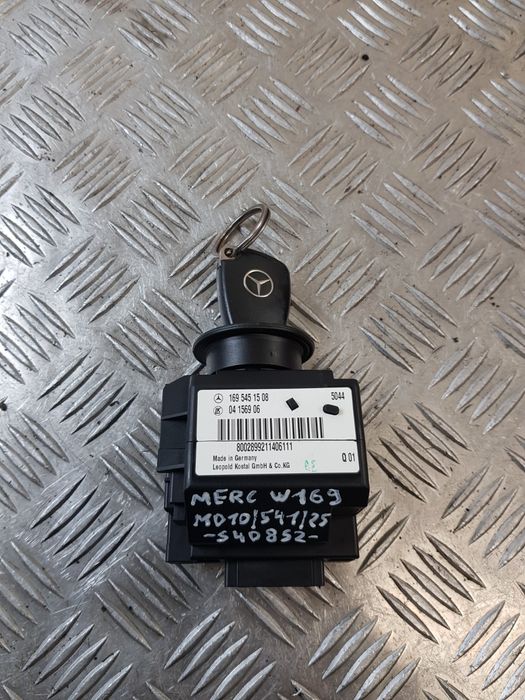 169 545 15 08 5044
04 1569 06
8002899211406111
Made in Germany
Leopold Kostal GmbH & Co.KG Q 01
MERC W169
MD10/541/25
-S40852-